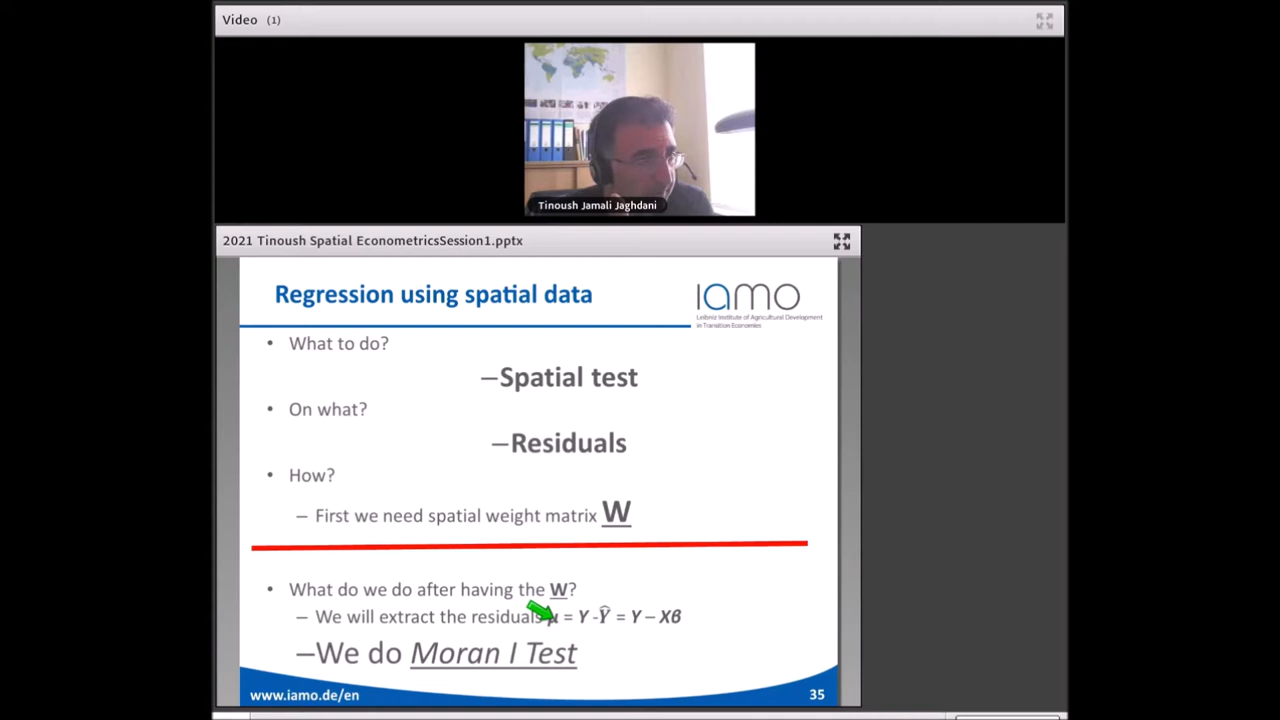 Video (1)
Tinoush Jamali Jaghdani
2021 Tinoush Spatial EconometricsSession1.pptx
Regression using spatial data
iamo
Leibniz Institute of Agricultural Development
in Transition Economies
• What to do?
–Spatial test
• On what?
–Residuals
• How?
– First we need spatial weight matrix W
• What do we do after having the W?
– We will extract the residuals μ = Y -Ŷ = Y – Xβ
–We do Moran I Test
www.iamo.de/en
35